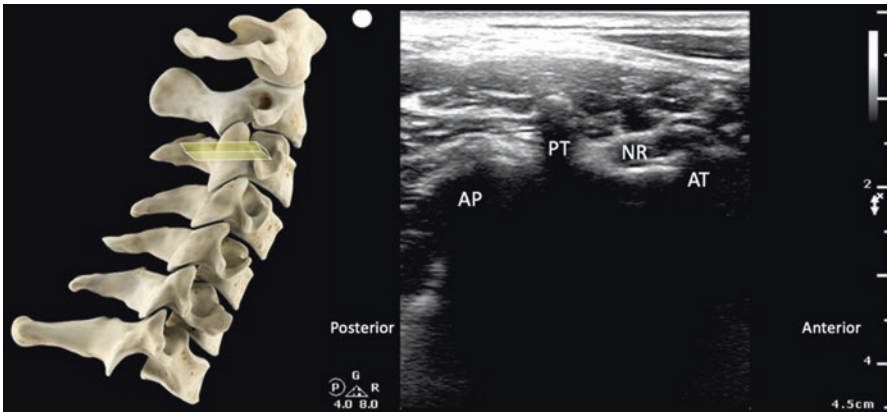 PT
NR
AT
AP
2
Posterior
Anterior
P G R
4.0 8.0
4
4.5cm